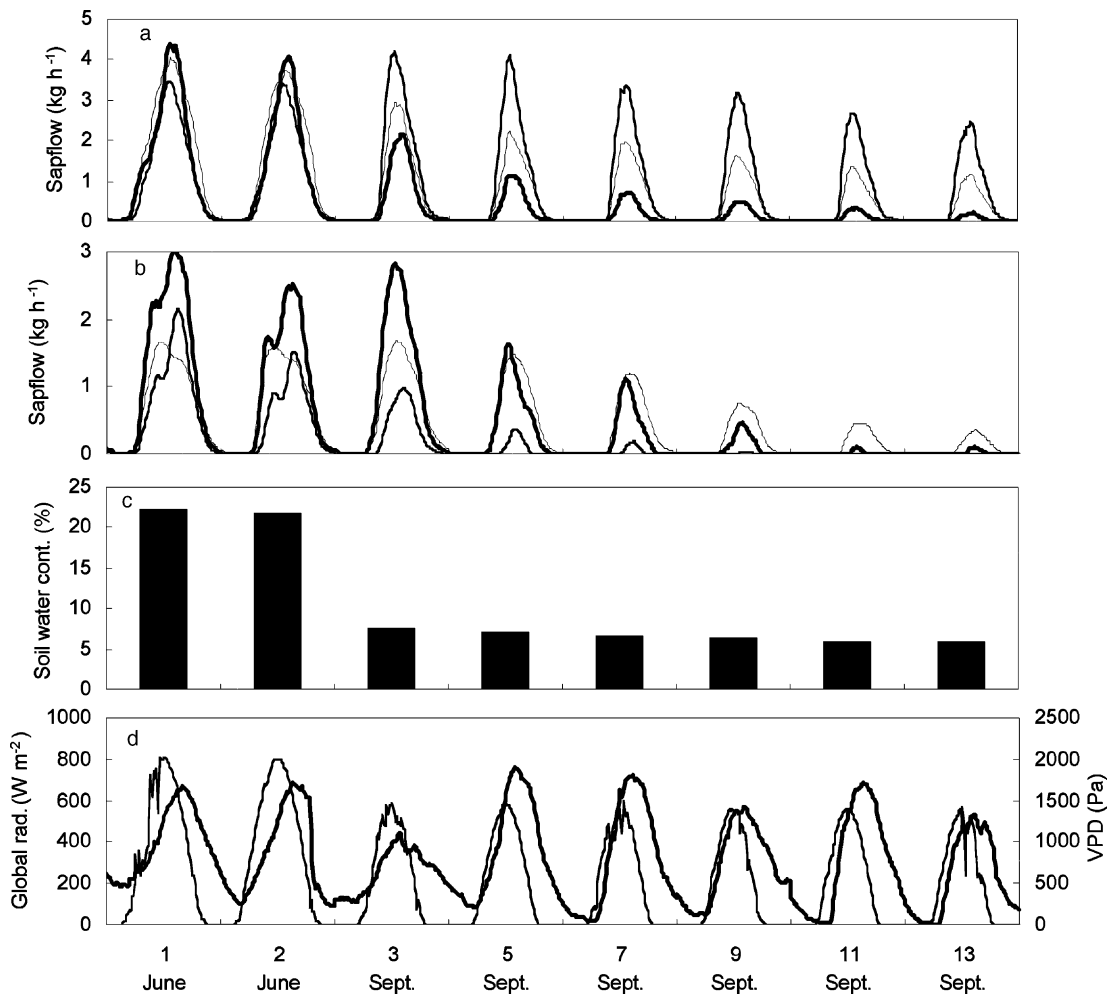 a
Sapflow (kg h⁻¹)
5
4
3
2
1
0
b
Sapflow (kg h⁻¹)
3
2
1
0
c
Soil water cont. (%)
25
20
15
10
5
0
d
Global rad. (W m⁻²)
1000
800
600
400
200
0
2500
2000
1500
1000
500
0
VPD (Pa)
1 2 3 5 7 9 11 13
June June Sept. Sept. Sept. Sept. Sept. Sept.